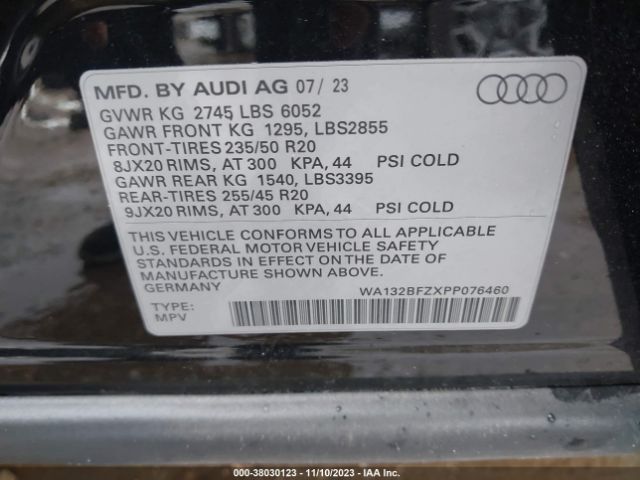 MFD. BY AUDI AG 07/ 23
GVWR KG 2745 LBS 6052
GAWR FRONT KG 1295, LBS2855
FRONT-TIRES 235/50 R20
8JX20 RIMS, AT 300 KPA, 44 PSI COLD
GAWR REAR KG 1540, LBS3395
REAR-TIRES 255/45 R20
9JX20 RIMS, AT 300 KPA, 44 PSI COLD
THIS VEHICLE CONFORMS TO ALL APPLICABLE
U.S. FEDERAL MOTOR VEHICLE SAFETY
STANDARDS IN EFFECT ON THE DATE OF
MANUFACTURE SHOWN ABOVE.
GERMANY
WA132BFZXPP076460
TYPE:
MPV
000-38030123 — 11/10/2023 — IAA Inc.